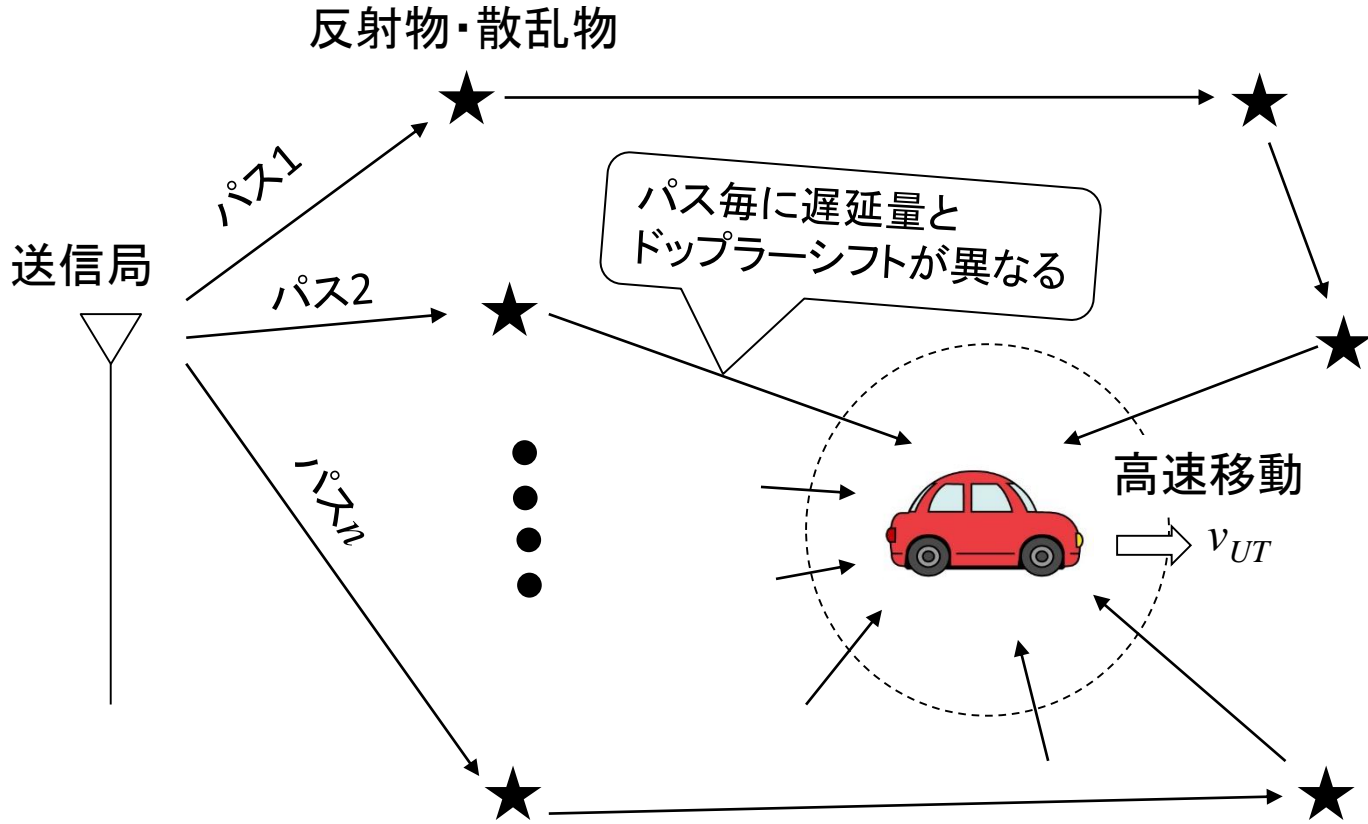 反射物・散乱物
パス1
パス毎に遅延量と
ドップラーシフトが異なる
送信局
パス2
パスn
高速移動
v_{UT}